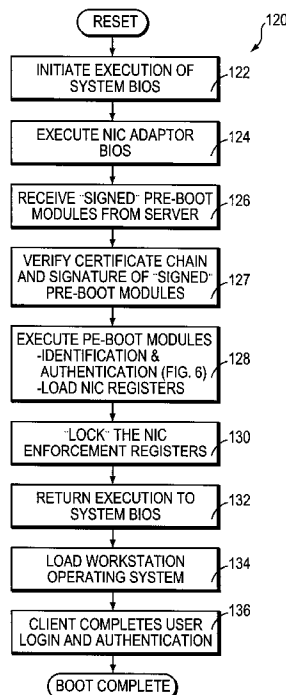 RESET
120
INITIATE EXECUTION OF
SYSTEM BIOS
122
EXECUTE NIC ADAPTOR
BIOS
124
RECEIVE "SIGNED" PRE-BOOT
MODULES FROM SERVER
126
VERIFY CERTIFICATE CHAIN
AND SIGNATURE OF "SIGNED"
PRE-BOOT MODULES
127
EXECUTE PE-BOOT MODULES
-IDENTIFICATION &
AUTHENTICATION (FIG. 6)
-LOAD NIC REGISTERS
128
"LOCK" THE NIC
ENFORCEMENT REGISTERS
130
RETURN EXECUTION TO
SYSTEM BIOS
132
LOAD WORKSTATION
OPERATING SYSTEM
134
CLIENT COMPLETES USER
LOGIN AND AUTHENTICATION
136
BOOT COMPLETE